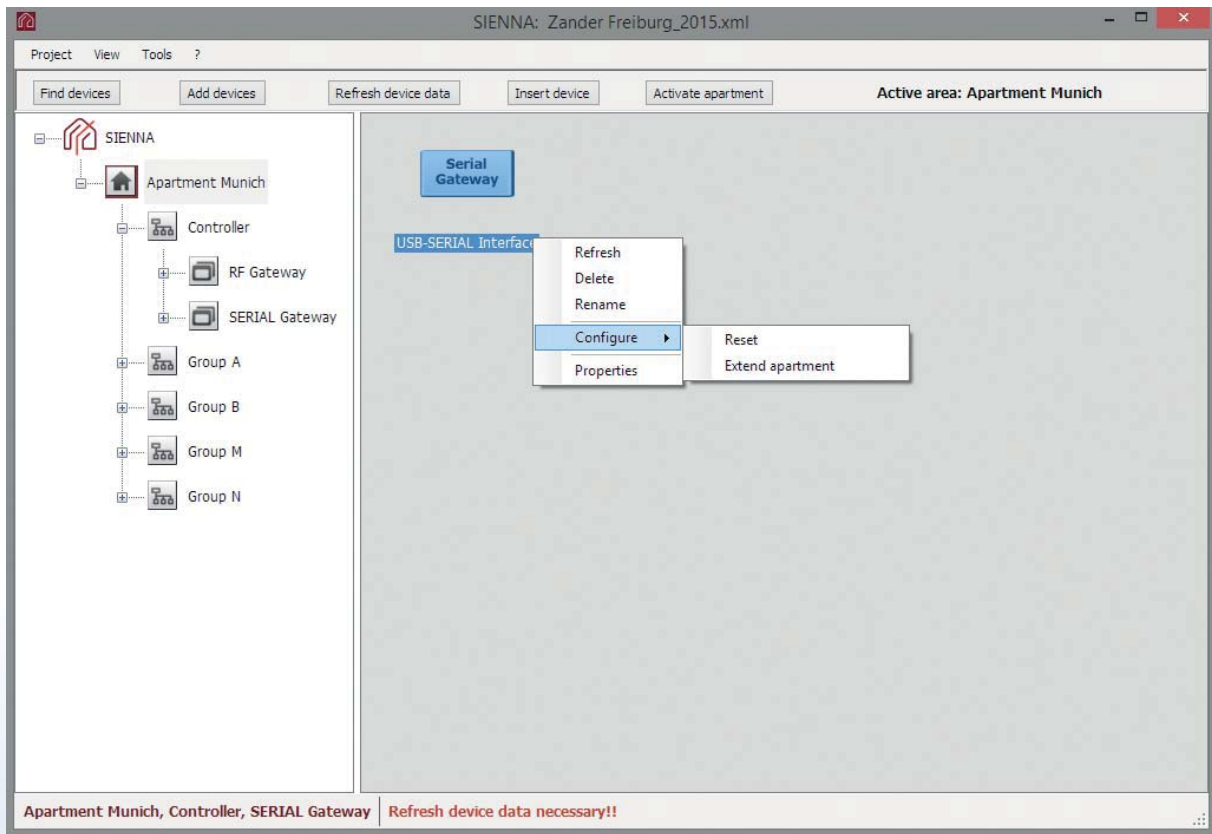 SIENNA: Zander Freiburg_2015.xml
Project View Tools ?
Find devices Add devices Refresh device data Insert device Activate apartment Active area: Apartment Munich
SIENNA
Apartment Munich
Controller
RF Gateway
SERIAL Gateway
Group A
Group B
Group M
Group N
Serial
Gateway
USB-SERIAL Interface
Refresh
Delete
Rename
Configure
Properties
Reset
Extend apartment
Apartment Munich, Controller, SERIAL Gateway Refresh device data necessary!!